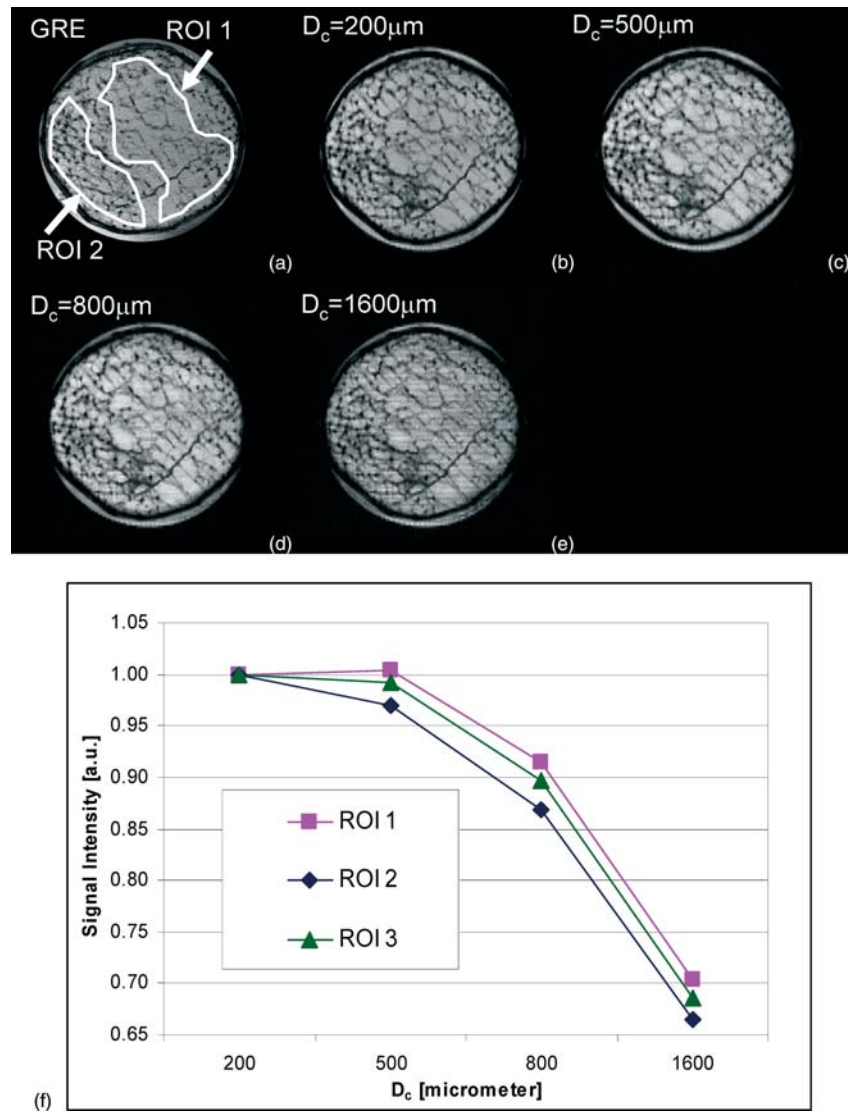 GRE
ROI 1
Dc=200μm
Dc=500μm
ROI 2
(a)
(b)
(c)
Dc=800μm
Dc=1600μm
(d)
(e)
1.05
1.00
0.95
0.90
0.85
0.80
0.75
0.70
0.65
Signal Intensity [a.u.]
ROI 1
ROI 2
ROI 3
200
500
800
1600
Dc [micrometer]
(f)